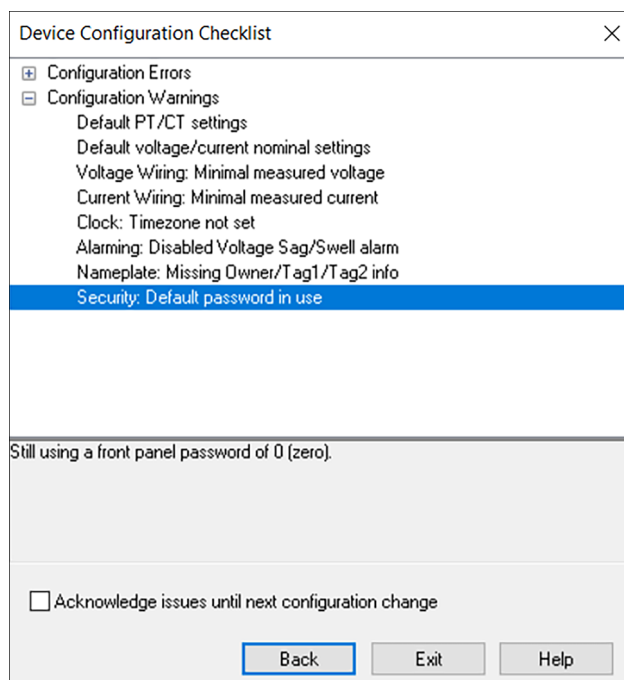 Device Configuration Checklist
Configuration Errors
Configuration Warnings
Default PT/CT settings
Default voltage/current nominal settings
Voltage Wiring: Minimal measured voltage
Current Wiring: Minimal measured current
Clock: Timezone not set
Alarming: Disabled Voltage Sag/Swell alarm
Nameplate: Missing Owner/Tag1/Tag2 info
Security: Default password in use
Still using a front panel password of 0 (zero).
Acknowledge issues until next configuration change
Back Exit Help